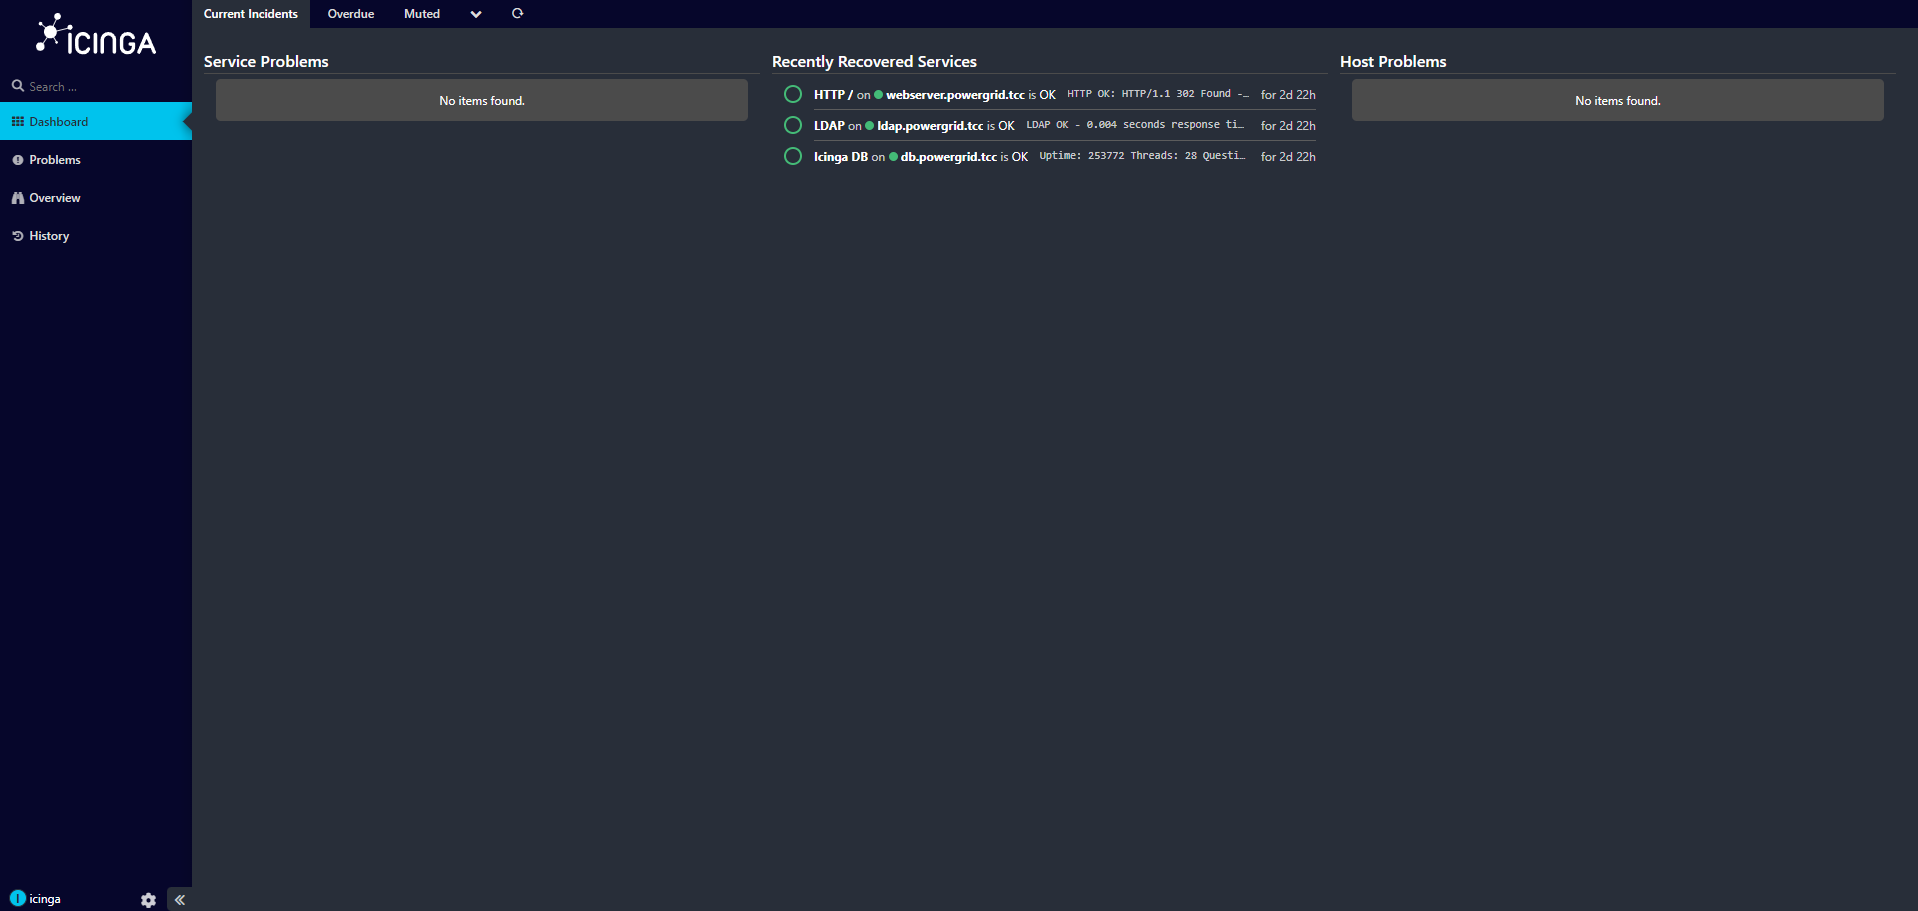 ICINGA
Search ...
Dashboard
Problems
Overview
History
icinga
Current Incidents Overdue Muted
Service Problems
No items found.
Recently Recovered Services
HTTP / on webserver.powergrid.tcc is OK HTTP OK: HTTP/1.1 302 Found -… for 2d 22h
LDAP on ldap.powergrid.tcc is OK LDAP OK - 0.004 seconds response ti… for 2d 22h
Icinga DB on db.powergrid.tcc is OK Uptime: 253772 Threads: 28 Questi… for 2d 22h
Host Problems
No items found.